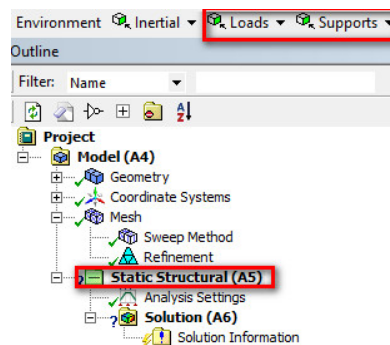 Environment Inertial Loads Supports
Outline
Filter: Name
Project
Model (A4)
Geometry
Coordinate Systems
Mesh
Sweep Method
Refinement
Static Structural (A5)
Analysis Settings
Solution (A6)
Solution Information